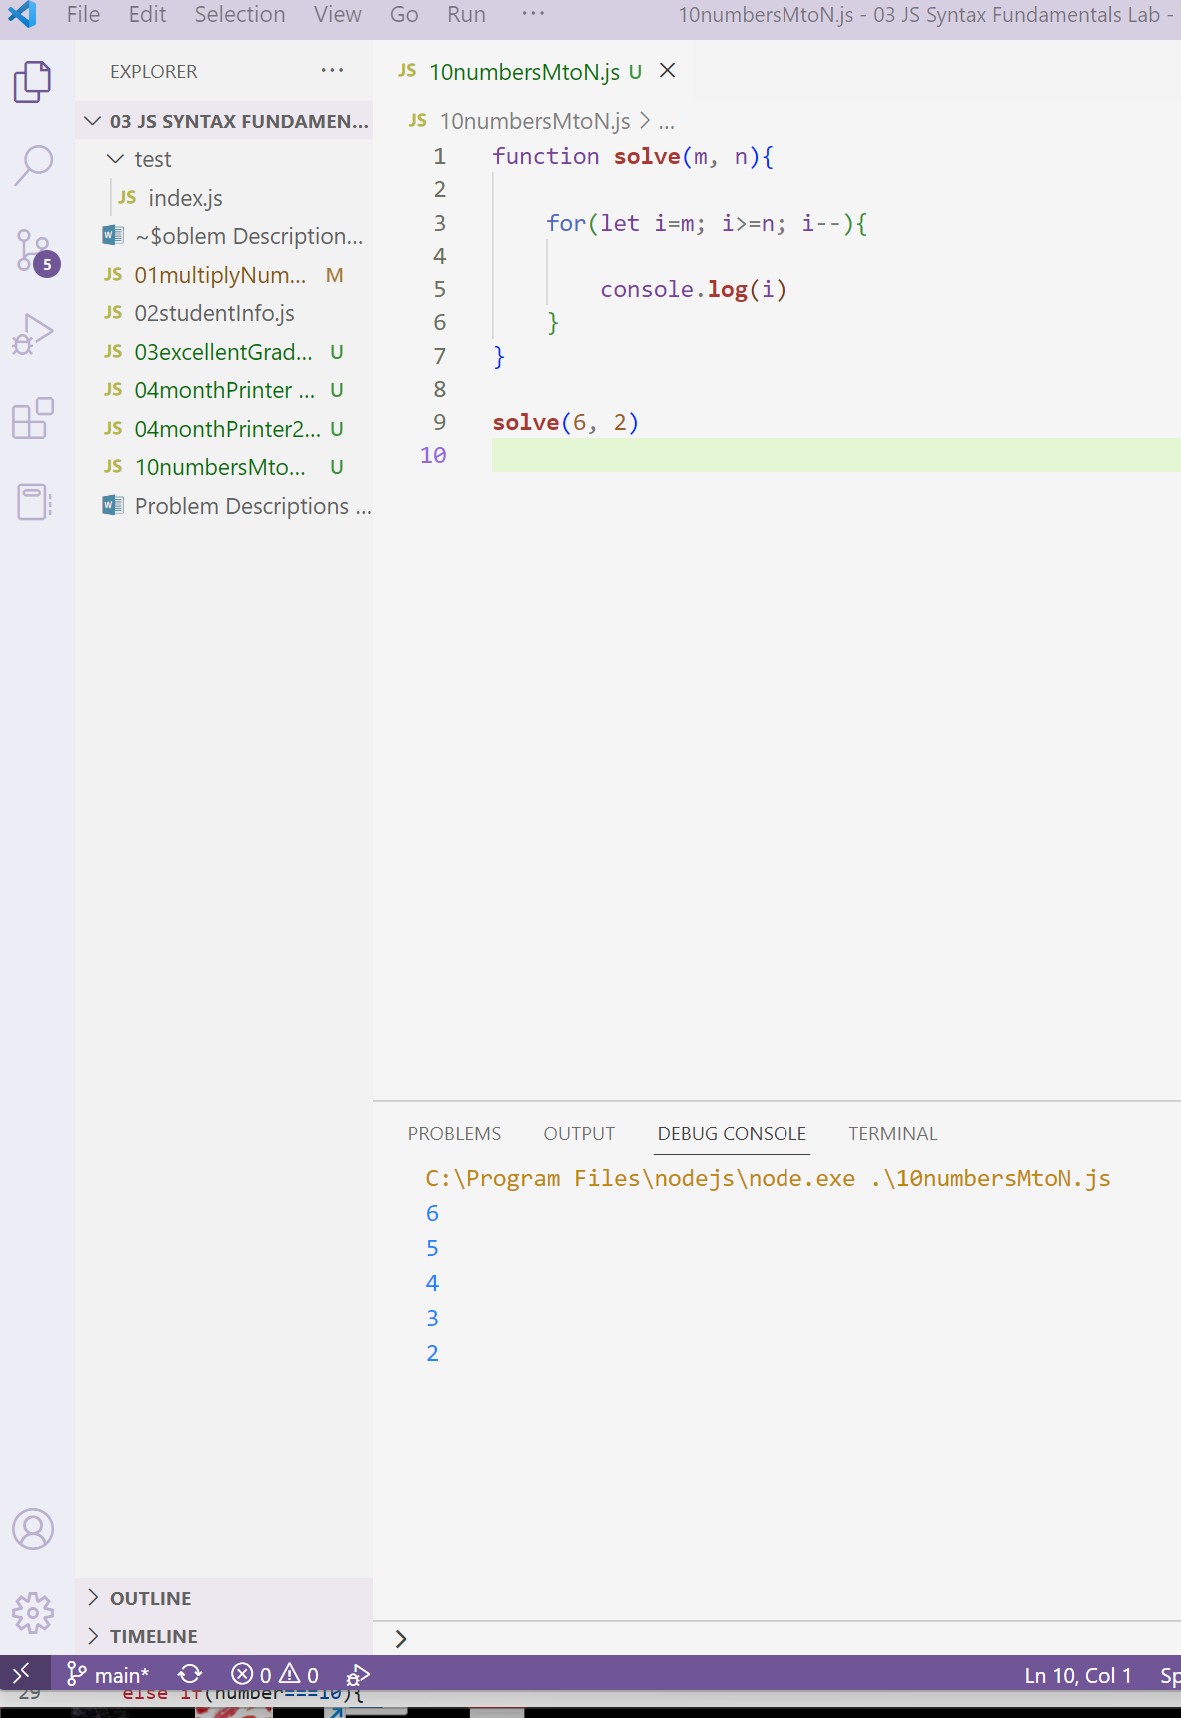 File Edit Selection View Go Run ··· 10numbersMtoN.js - 03 JS Syntax Fundamentals Lab -
EXPLORER ···
03 JS SYNTAX FUNDAMEN...
test
JS index.js
~$oblem Description...
JS 01multiplyNum... M
JS 02studentInfo.js
JS 03excellentGrad... U
JS 04monthPrinter ... U
JS 04monthPrinter2... U
JS 10numbersMto... U
Problem Descriptions ...
5
JS 10numbersMtoN.js U
JS 10numbersMtoN.js > ...
1 function solve(m, n){
2
3 for(let i=m; i>=n; i--){
4
5 console.log(i)
6 }
7 }
8
9 solve(6, 2)
10
PROBLEMS OUTPUT DEBUG CONSOLE TERMINAL
C:\Program Files\nodejs\node.exe .\10numbersMtoN.js
6
5
4
3
2
OUTLINE
TIMELINE
>
main* 0 0 Ln 10, Col 1 Sp
29 else if(number===10){